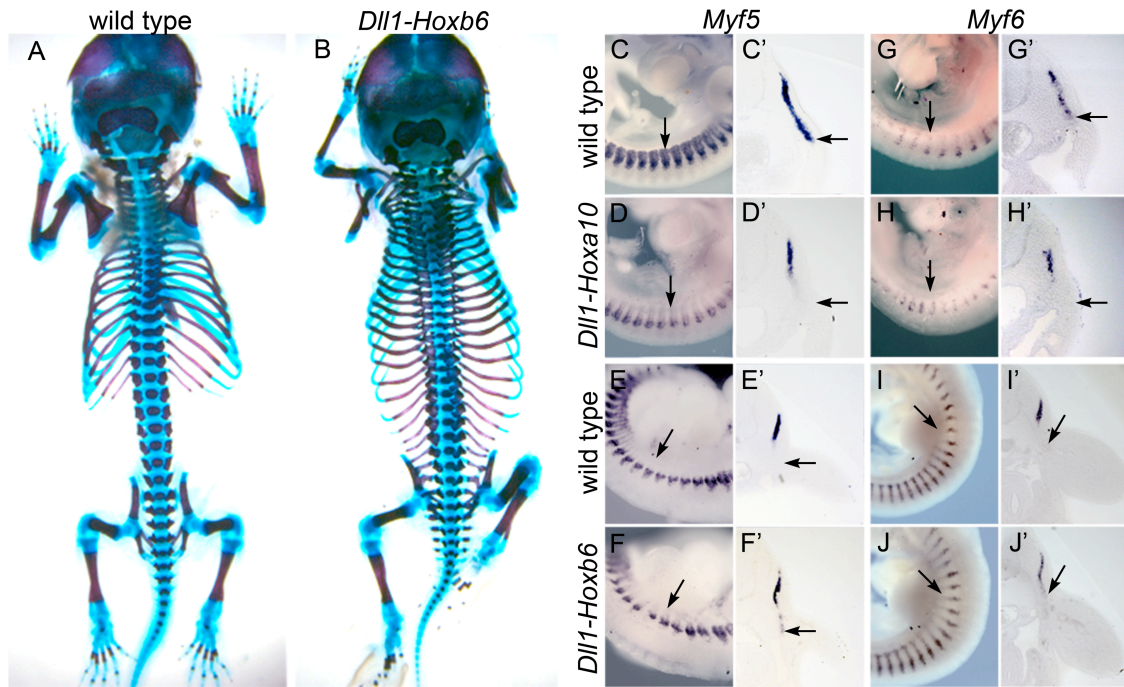 wild type
Dll1-Hoxb6
Myf5
Myf6
A
B
wild type
C
C’
G
G’
Dll1-Hoxa10
D
D’
H
H’
wild type
E
E’
I
I’
Dll1-Hoxb6
F
F’
J
J’